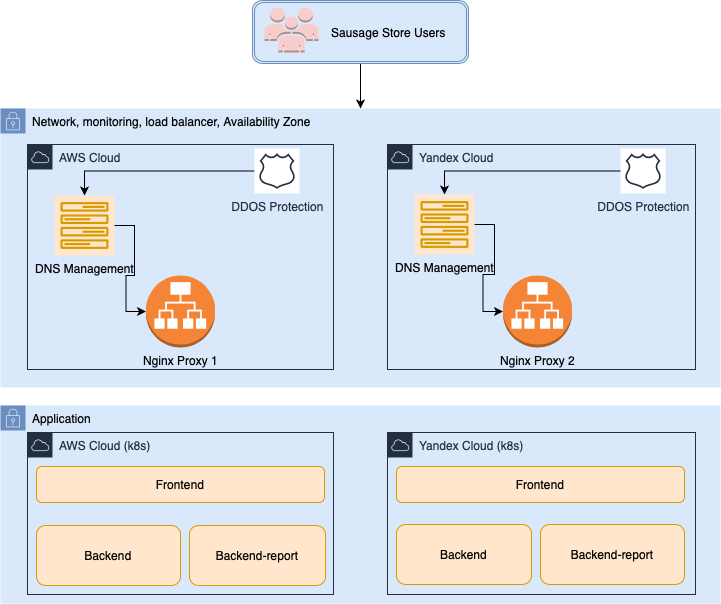 Sausage Store Users
Network, monitoring, load balancer, Availability Zone
AWS Cloud
DDOS Protection
DNS Management
Nginx Proxy 1
Yandex Cloud
DDOS Protection
DNS Management
Nginx Proxy 2
Application
AWS Cloud (k8s)
Frontend
Backend
Backend-report
Yandex Cloud (k8s)
Frontend
Backend
Backend-report